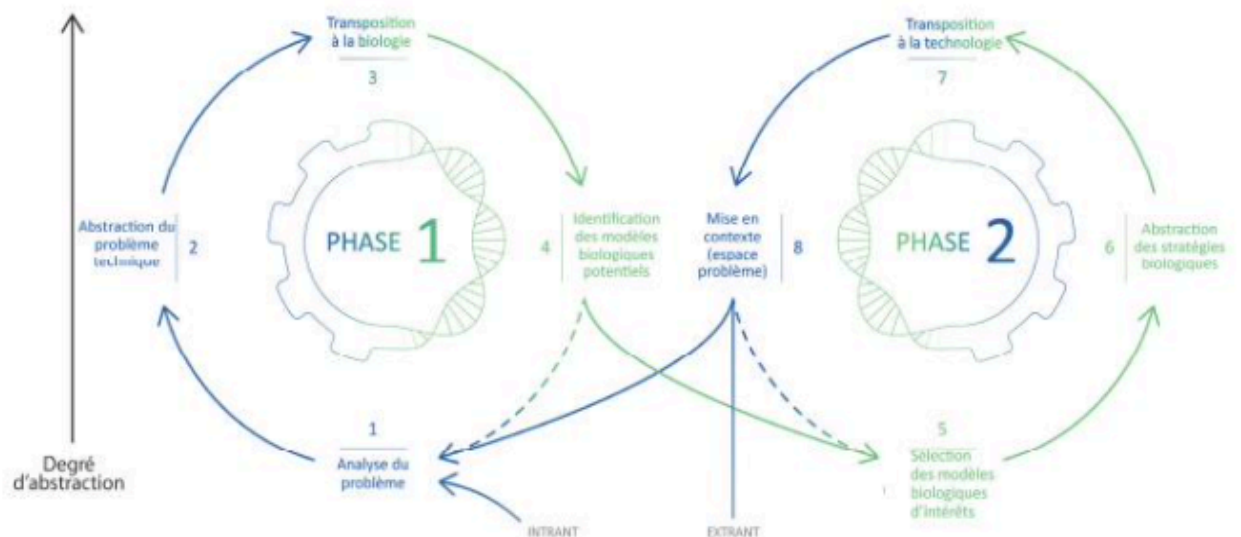 Transposition
à la biologie
3
Transposition
à la technologie
7
Abstraction du
problème
technique
2
PHASE 1
4
Identification
des modèles
biologiques
potentiels
Mise en
contexte
(espace
problème)
8
PHASE 2
6
Abstraction
des stratégies
biologiques
1
Analyse du
problème
5
Sélection
des modèles
biologiques
d'intérêts
Degré
d'abstraction
INTRANT
EXTRANT